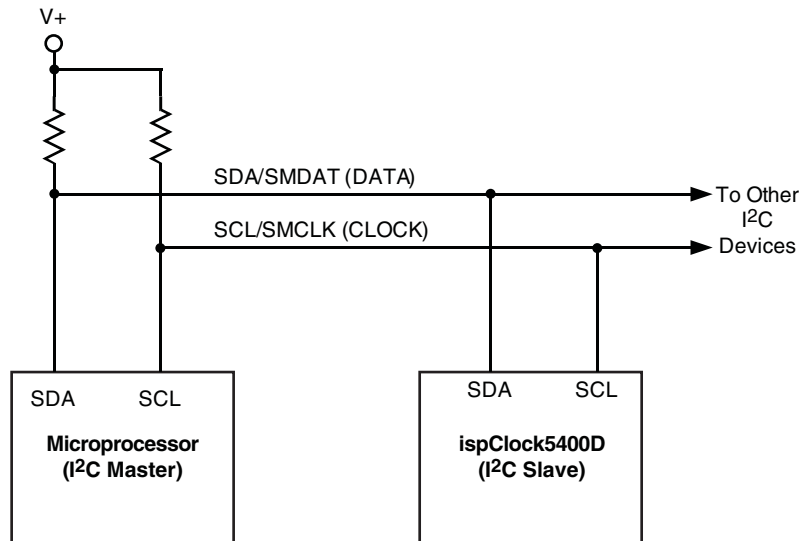 V+
SDA/SMDAT (DATA)
To Other
I²C
Devices
SCL/SMCLK (CLOCK)
SDA SCL
Microprocessor
(I²C Master)
SDA SCL
ispClock5400D
(I²C Slave)